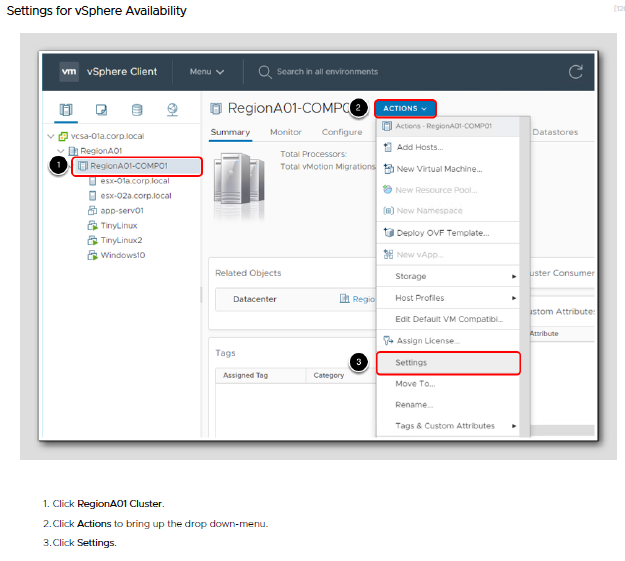 Settings for vSphere Availability
[12]
vm vSphere Client Menu Search in all environments
RegionA01-COMP0 2 ACTIONS
Summary Monitor Configure Datastores
Actions - RegionA01-COMP01
vcsa-01a.corp.local
RegionA01
1 RegionA01-COMP01
esx-01a.corp.local
esx-02a.corp.local
app-serv01
TinyLinux
TinyLinux2
Windows10
Total Processors:
Total vMotion Migrations
Add Hosts...
New Virtual Machine...
New Resource Pool...
New Namespace
Deploy OVF Template...
New vApp...
Storage
Host Profiles
Edit Default VM Compatibi...
Assign License...
3 Settings
Move To...
Rename...
Tags & Custom Attributes
Related Objects
Datacenter Regio
uster Consumer
ustom Attributes
Attribute
Tags
Assigned Tag Category
1. Click RegionA01 Cluster.
2. Click Actions to bring up the drop down-menu.
3. Click Settings.